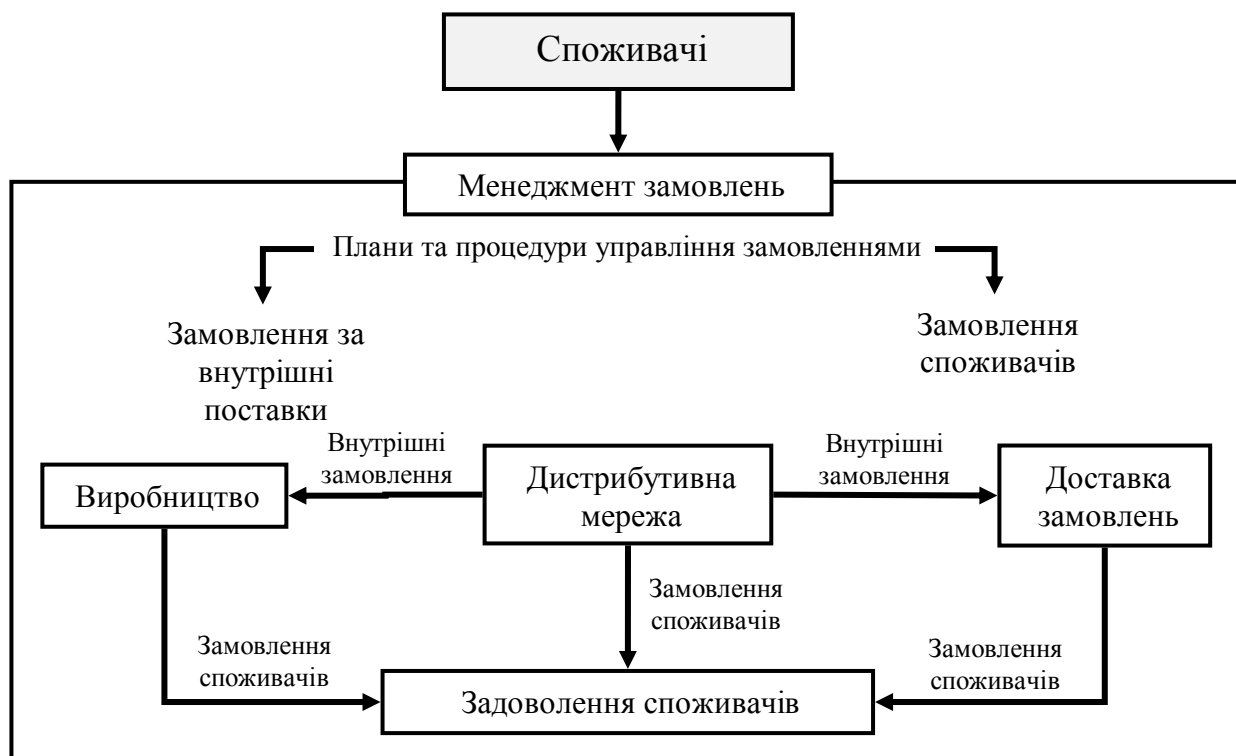 Споживачі
Менеджмент замовлень
Плани та процедури управління замовленнями
Замовлення за
внутрішні
поставки
Замовлення
споживачів
Внутрішні
замовлення
Внутрішні
замовлення
Виробництво
Дистрибутивна
мережа
Доставка
замовлень
Замовлення
споживачів
Замовлення
споживачів
Замовлення
споживачів
Задоволення споживачів